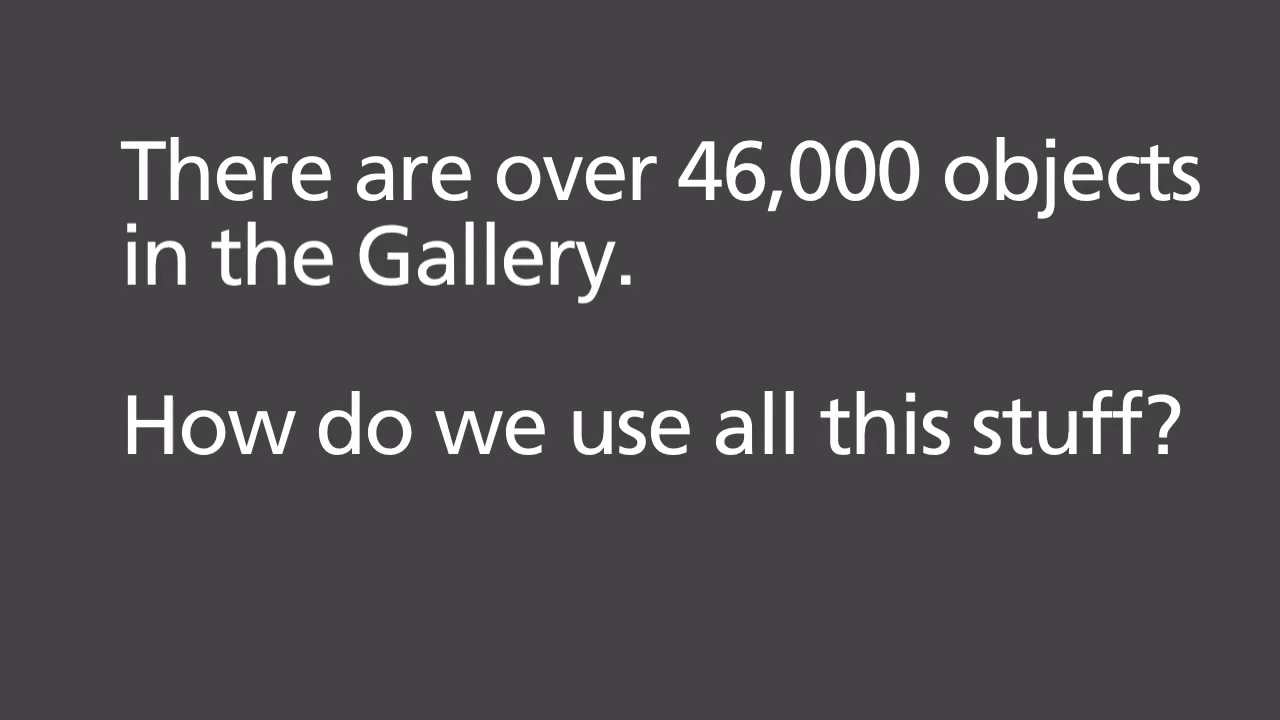 There are over 46,000 objects
in the Gallery.
How do we use all this stuff?